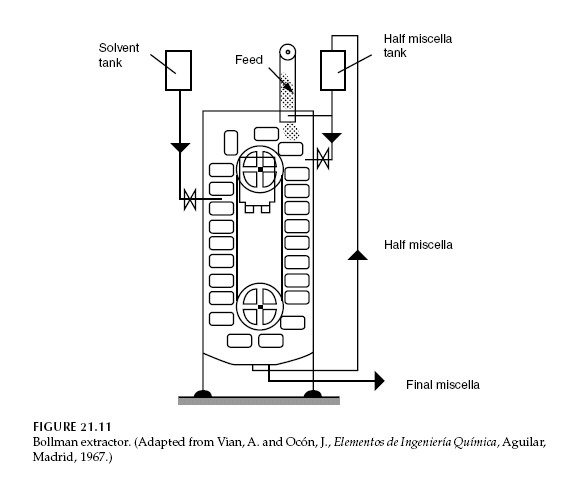 Solvent
tank
Feed
Half miscella
tank
Half miscella
Final miscella
FIGURE 21.11
Bollman extractor. (Adapted from Vian, A. and Ocón, J., Elementos de Ingeniería Química, Aguilar,
Madrid, 1967.)